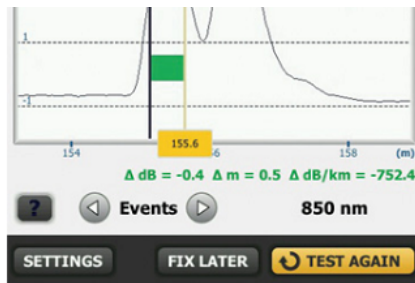 1
-1
155.6
154 156 158 (m)
Δ dB = -0.4 Δ m = 0.5 Δ dB/km = -752.4
? Events 850 nm
SETTINGS FIX LATER TEST AGAIN